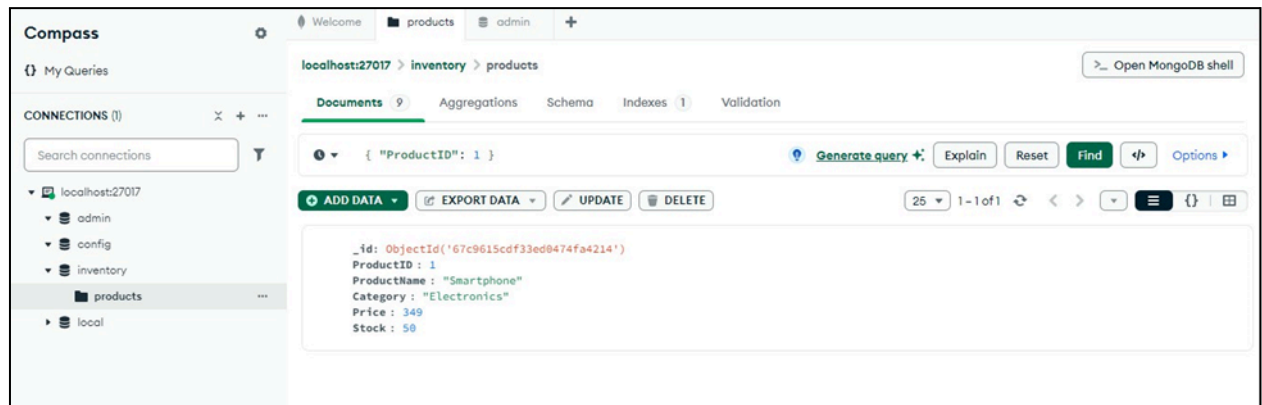 Compass
{} My Queries
CONNECTIONS (1)
Search connections
localhost:27017
admin
config
inventory
products
local
Welcome products admin
localhost:27017 > inventory > products
>_ Open MongoDB shell
Documents 9 Aggregations Schema Indexes 1 Validation
{ "ProductID": 1 }
Generate query Explain Reset Find </> Options
ADD DATA EXPORT DATA UPDATE DELETE
25 1-1 of 1 {}
_id: ObjectId('67c9615cdf33ed0474fa4214')
ProductID : 1
ProductName : "Smartphone"
Category : "Electronics"
Price : 349
Stock : 50